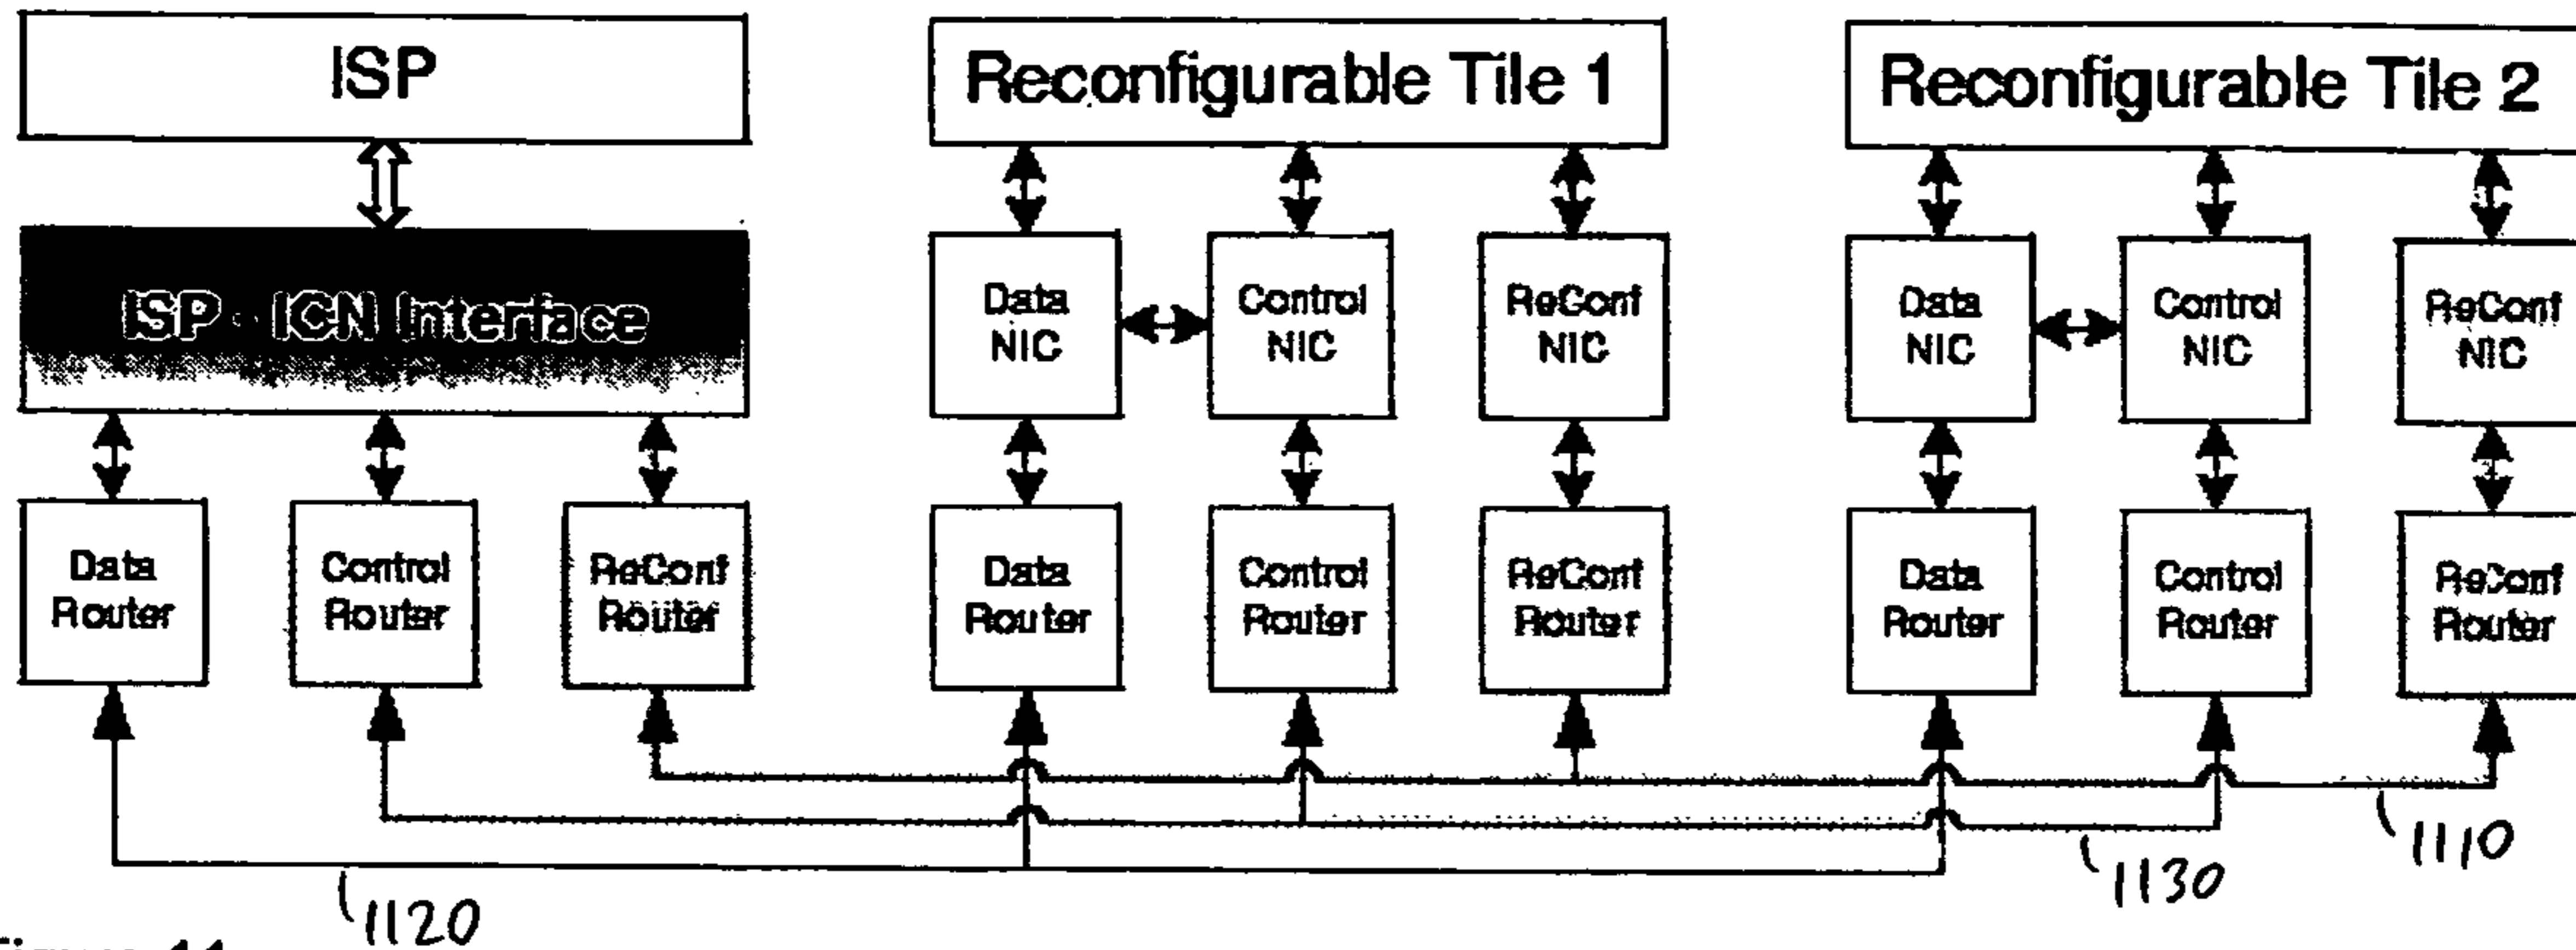 ISP
Reconfigurable Tile 1
Reconfigurable Tile 2
ISP - ICN Interface
Data
NIC
Control
NIC
ReConf
NIC
Data
NIC
Control
NIC
ReConf
NIC
Data
Router
Control
Router
ReConf
Router
Data
Router
Control
Router
ReConf
Router
Data
Router
Control
Router
ReConf
Router
1110
1130
1120